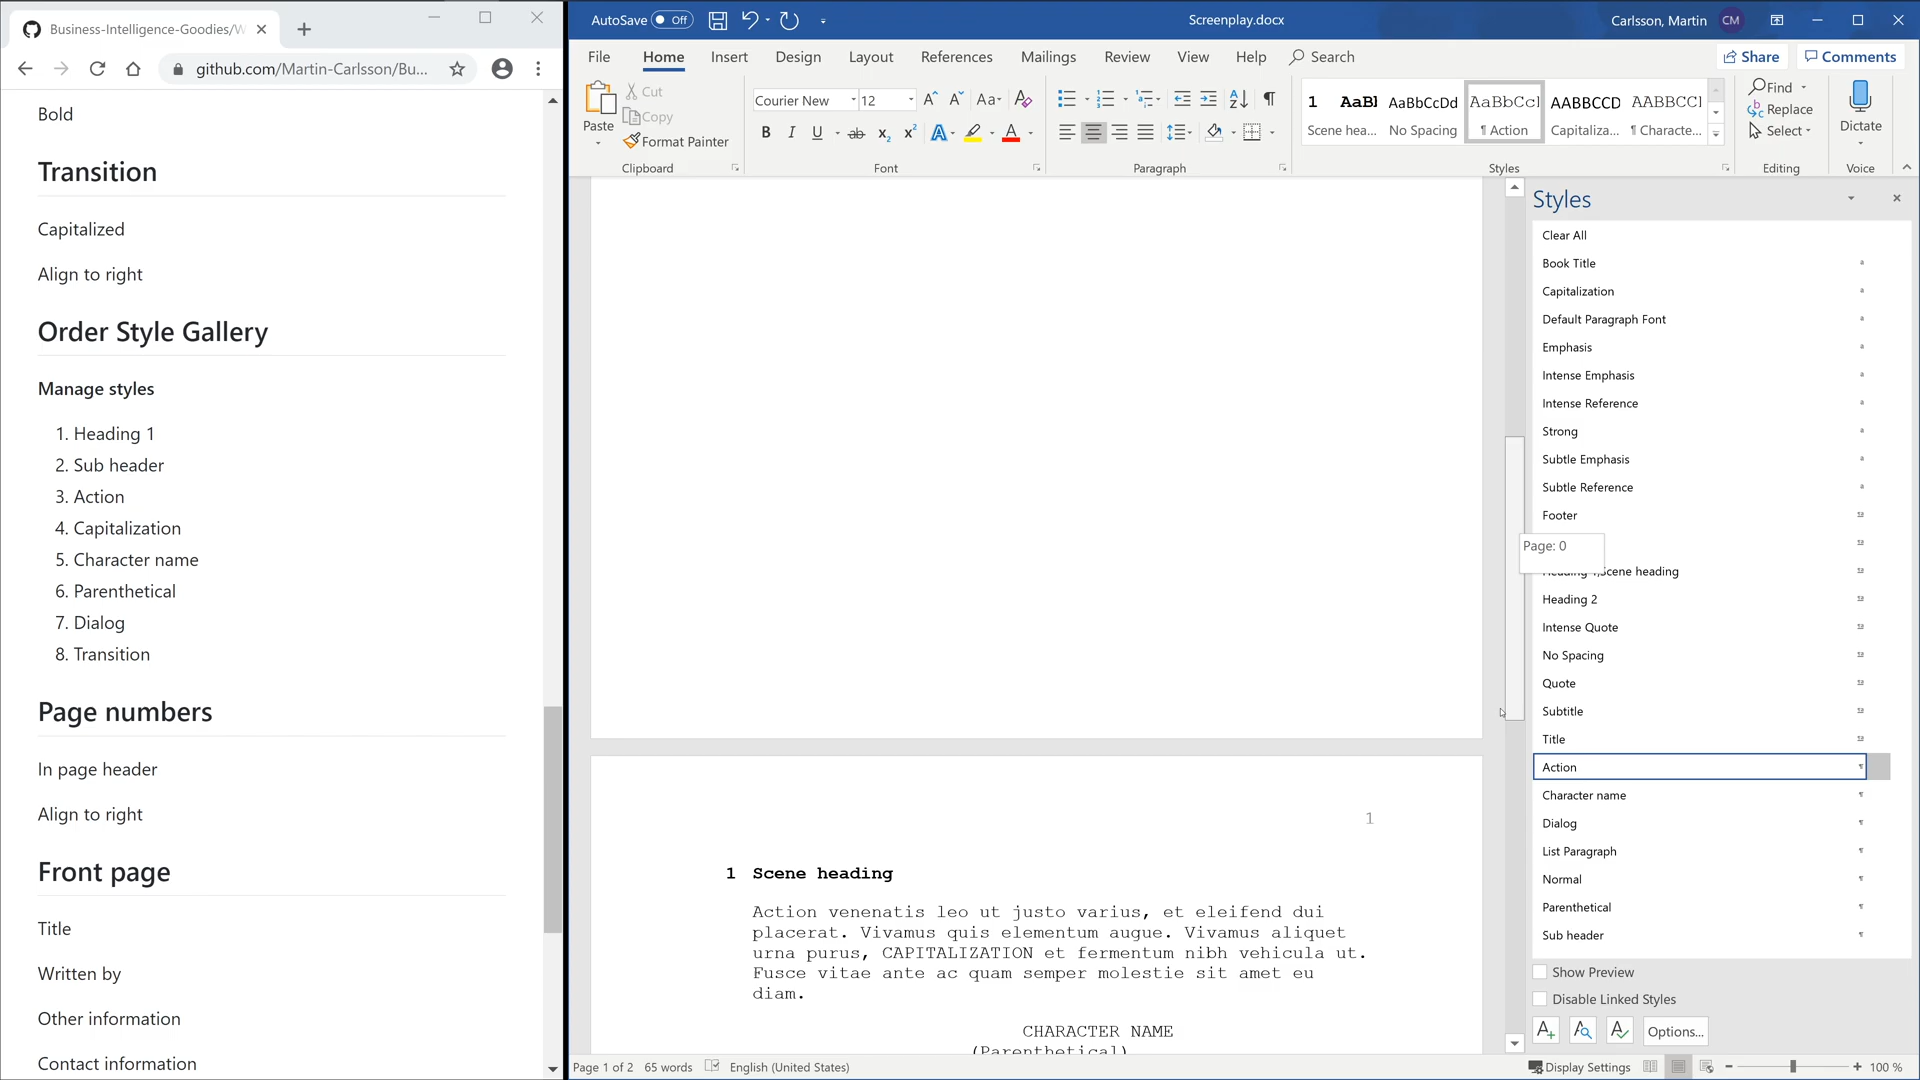 Business-Intelligence-Goodies/W
github.com/Martin-Carlsson/Bu...
Bold
Transition
Capitalized
Align to right
Order Style Gallery
Manage styles
1. Heading 1
2. Sub header
3. Action
4. Capitalization
5. Character name
6. Parenthetical
7. Dialog
8. Transition
Page numbers
In page header
Align to right
Front page
Title
Written by
Other information
Contact information
AutoSave Off
Screenplay.docx
Carlsson, Martin CM
File Home Insert Design Layout References Mailings Review View Help Search
Share Comments
Paste
Cut
Copy
Format Painter
Clipboard
Courier New 12
Font
Paragraph
1 AaBl AaBbCcDd AaBbCcl AABBCCD AABBCCI
Scene hea... No Spacing ¶ Action Capitaliza... ¶ Characte...
Styles
Find
Replace
Select
Editing
Dictate
Voice
1
1 Scene heading
Action venenatis leo ut justo varius, et eleifend dui
placerat. Vivamus quis elementum augue. Vivamus aliquet
urna purus, CAPITALIZATION et fermentum nibh vehicula ut.
Fusce vitae ante ac quam semper molestie sit amet eu
diam.
CHARACTER NAME
(Parenthetical)
Styles
Clear All
Book Title
Capitalization
Default Paragraph Font
Emphasis
Intense Emphasis
Intense Reference
Strong
Subtle Emphasis
Subtle Reference
Footer
Page: 0
Scene heading
Heading 2
Intense Quote
No Spacing
Quote
Subtitle
Title
Action
Character name
Dialog
List Paragraph
Normal
Parenthetical
Sub header
Show Preview
Disable Linked Styles
Options...
Page 1 of 2 65 words English (United States)
Display Settings 100 %